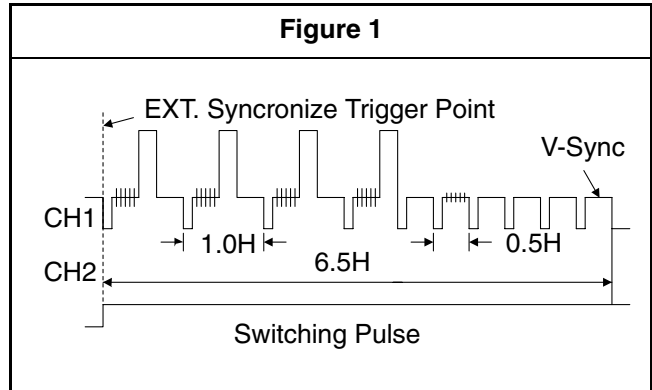 Figure 1
EXT. Syncronize Trigger Point
V-Sync
CH1
1.0H
0.5H
6.5H
CH2
Switching Pulse